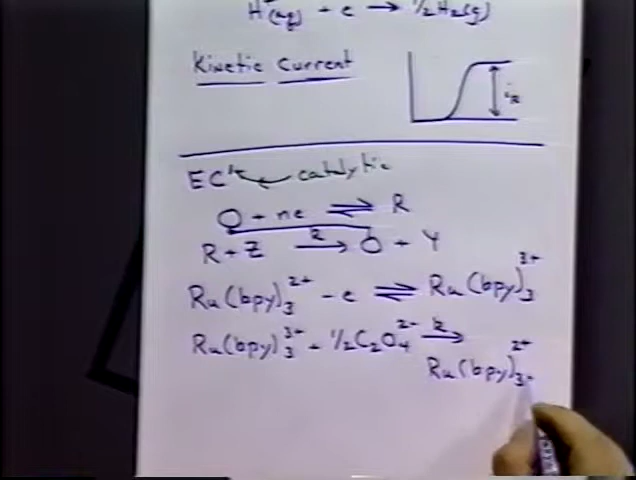 H⁺(aq) + e → ½H₂(g)
Kinetic Current
i_k
EC' ← catalytic
O + ne ⇌ R
R + Z —k→ O + Y
Ru(bpy)₃²⁺ - e ⇌ Ru(bpy)₃³⁺
Ru(bpy)₃³⁺ + ½C₂O₄²⁻ —k→
Ru(bpy)₃²⁺